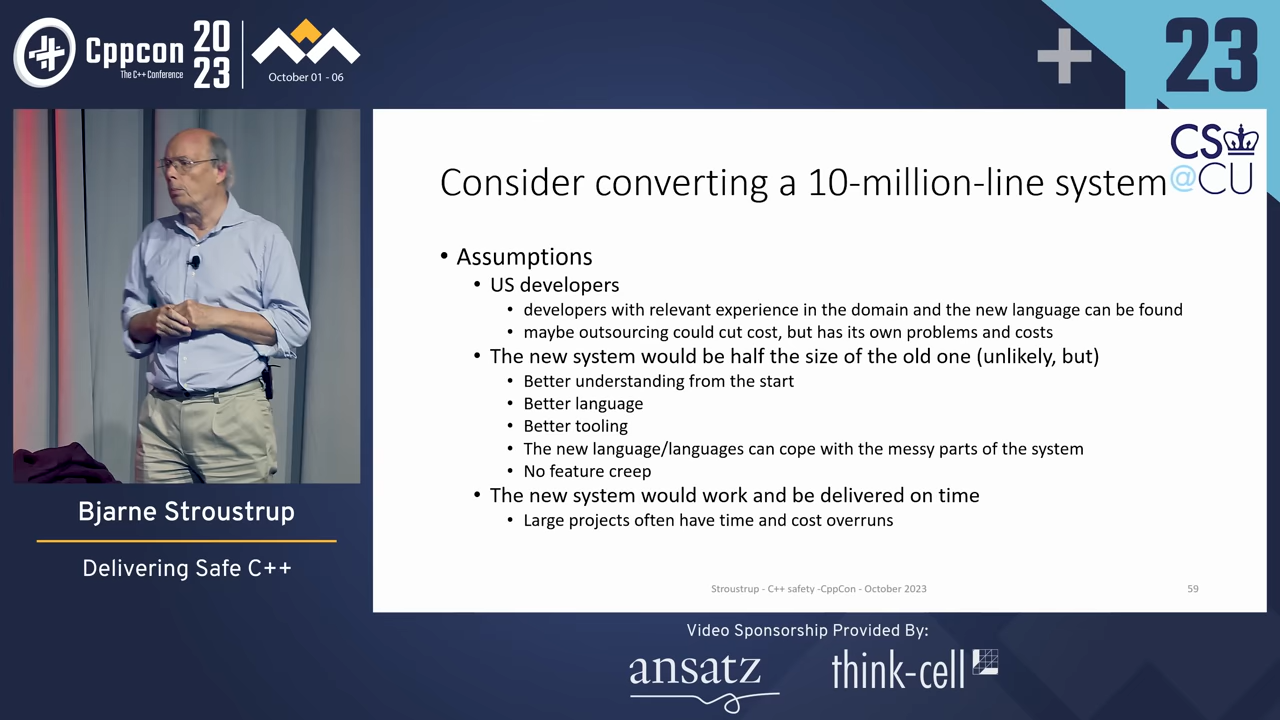 Cppcon
The C++ Conference
20
23
October 01 - 06
+
23
CS
@CU
Consider converting a 10-million-line system
• Assumptions
• US developers
• developers with relevant experience in the domain and the new language can be found
• maybe outsourcing could cut cost, but has its own problems and costs
• The new system would be half the size of the old one (unlikely, but)
• Better understanding from the start
• Better language
• Better tooling
• The new language/languages can cope with the messy parts of the system
• No feature creep
• The new system would work and be delivered on time
• Large projects often have time and cost overruns
Stroustrup - C++ safety -CppCon - October 2023
59
Bjarne Stroustrup
Delivering Safe C++
Video Sponsorship Provided By:
ansatz
think-cell